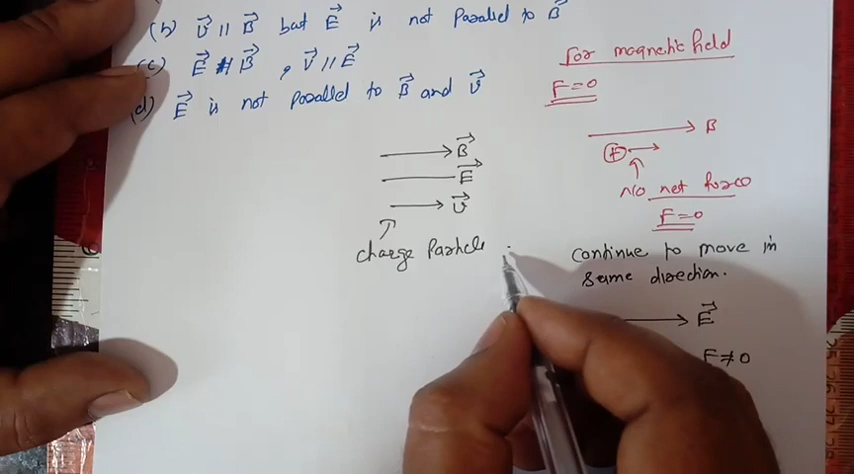 (b) v⃗ // B⃗ but E⃗ is not Parallel to B⃗
(c) E⃗ ∦ B⃗ , v⃗ // E⃗
(d) E⃗ is not Parallel to B⃗ and v⃗
for magnetic field
F=0
B
+
NO net force
F=0
B⃗
E⃗
v⃗
charge Particle
continue to move in
same direction.
E⃗
F≠0